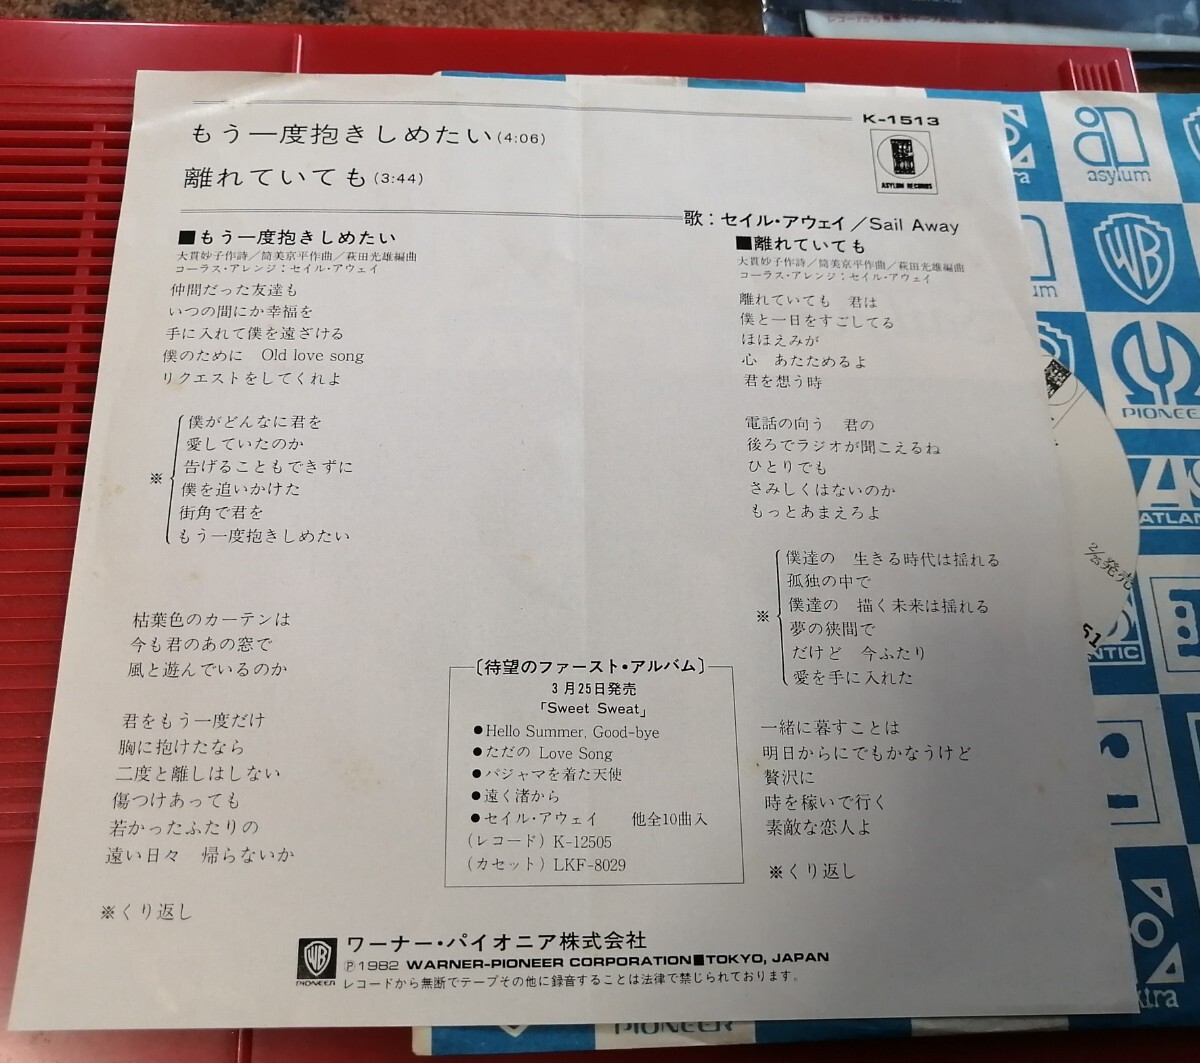 レコードから無断でテープ
K-1513
もう一度抱きしめたい(4:06)
離れていても(3:44)
ASYLUM RECORDS
歌：セイル・アウェイ／Sail Away
■もう一度抱きしめたい
大貫妙子作詩／筒美京平作曲／萩田光雄編曲
コーラス・アレンジ：セイル・アウェイ
仲間だった友達も
いつの間にか幸福を
手に入れて僕を遠ざける
僕のために　Old love song
リクエストをしてくれよ
僕がどんなに君を
愛していたのか
告げることもできずに
※ 僕を追いかけた
街角で君を
もう一度抱きしめたい
枯葉色のカーテンは
今も君のあの窓で
風と遊んでいるのか
君をもう一度だけ
胸に抱けたなら
二度と離しはしない
傷つけあっても
若かったふたりの
遠い日々　帰らないか
※くり返し
■離れていても
大貫妙子作詩／筒美京平作曲／萩田光雄編曲
コーラス・アレンジ：セイル・アウェイ
離れていても　君は
僕と一日をすごしてる
ほほえみが
心　あたためるよ
君を想う時
電話の向う　君の
後ろでラジオが聞こえるね
ひとりでも
さみしくはないのか
もっとあまえろよ
僕達の　生きる時代は揺れる
孤独の中で
※ 僕達の　描く未来は揺れる
夢の狭間で
だけど　今ふたり
愛を手に入れた
一緒に暮すことは
明日からにでもかなうけど
贅沢に
時を稼いで行く
素敵な恋人よ
※くり返し
〔待望のファースト・アルバム〕
3月25日発売
「Sweet Sweat」
●Hello Summer, Good-bye
●ただの Love Song
●パジャマを着た天使
●遠く渚から
●セイル・アウェイ　他全10曲入
(レコード) K-12505
(カセット) LKF-8029
WB
PIONEER
ワーナー・パイオニア株式会社
Ⓟ1982 WARNER-PIONEER CORPORATION■TOKYO, JAPAN
レコードから無断でテープその他に録音することは法律で禁じられております。
asylum
WB
um
PIONEER
ATLAN
2/25発売
51
NTIC
PIONEER